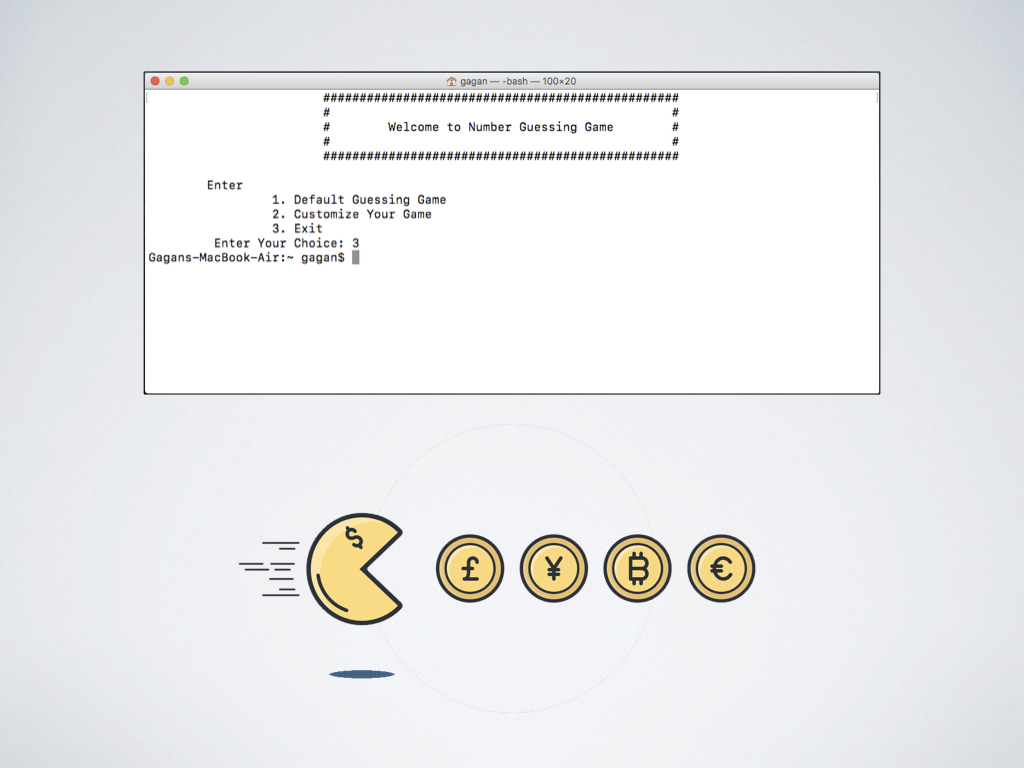 gagan — -bash — 100×20
#################################################
# #
# Welcome to Number Guessing Game #
# #
#################################################
Enter
1. Default Guessing Game
2. Customize Your Game
3. Exit
Enter Your Choice: 3
Gagans-MacBook-Air:~ gagan$
$ £ ¥ ₿ €